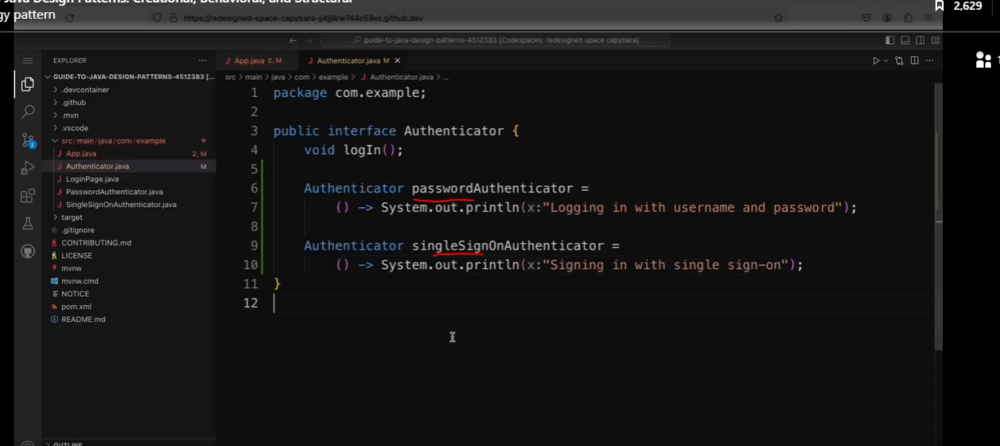 Java Design Patterns: Creational, Behavioral, and Structural
gy pattern
2,629
https://redesigned-space-capybara-jj4jj9rw744c59xx.github.dev
guide-to-java-design-patterns-4512383 [Codespaces: redesigned space capybara]
EXPLORER
App.java 2, M
Authenticator.java M
GUIDE-TO-JAVA-DESIGN-PATTERNS-4512383 [...
src > main > java > com > example > Authenticator.java > ...
.devcontainer
.github
.mvn
.vscode
src/main/java/com/example
App.java 2, M
Authenticator.java M
LoginPage.java
PasswordAuthenticator.java
SingleSignOnAuthenticator.java
target
.gitignore
CONTRIBUTING.md
LICENSE
mvnw
mvnw.cmd
NOTICE
pom.xml
README.md
OUTLINE
2
1 package com.example;
2
3 public interface Authenticator {
4 void logIn();
5
6 Authenticator passwordAuthenticator =
7 () -> System.out.println(x:"Logging in with username and password");
8
9 Authenticator singleSignOnAuthenticator =
10 () -> System.out.println(x:"Signing in with single sign-on");
11 }
12